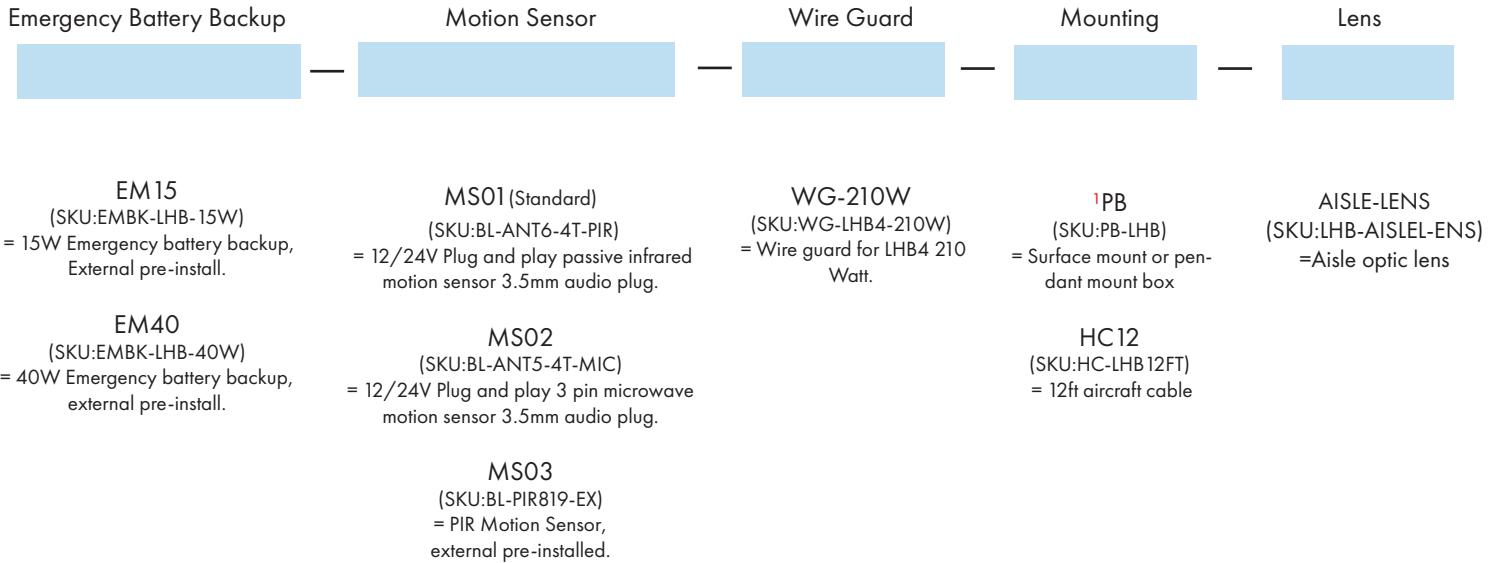 Emergency Battery Backup
Motion Sensor
Wire Guard
Mounting
Lens
EM15
(SKU:EMBK-LHB-15W)
= 15W Emergency battery backup,
External pre-install.
EM40
(SKU:EMBK-LHB-40W)
= 40W Emergency battery backup,
external pre-install.
MS01(Standard)
(SKU:BL-ANT6-4T-PIR)
= 12/24V Plug and play passive infrared
motion sensor 3.5mm audio plug.
MS02
(SKU:BL-ANT5-4T-MIC)
= 12/24V Plug and play 3 pin microwave
motion sensor 3.5mm audio plug.
MS03
(SKU:BL-PIR819-EX)
= PIR Motion Sensor,
external pre-installed.
WG-210W
(SKU:WG-LHB4-210W)
= Wire guard for LHB4 210
Watt.
¹PB
(SKU:PB-LHB)
= Surface mount or pen-
dant mount box
HC12
(SKU:HC-LHB12FT)
= 12ft aircraft cable
AISLE-LENS
(SKU:LHB-AISLEL-ENS)
=Aisle optic lens